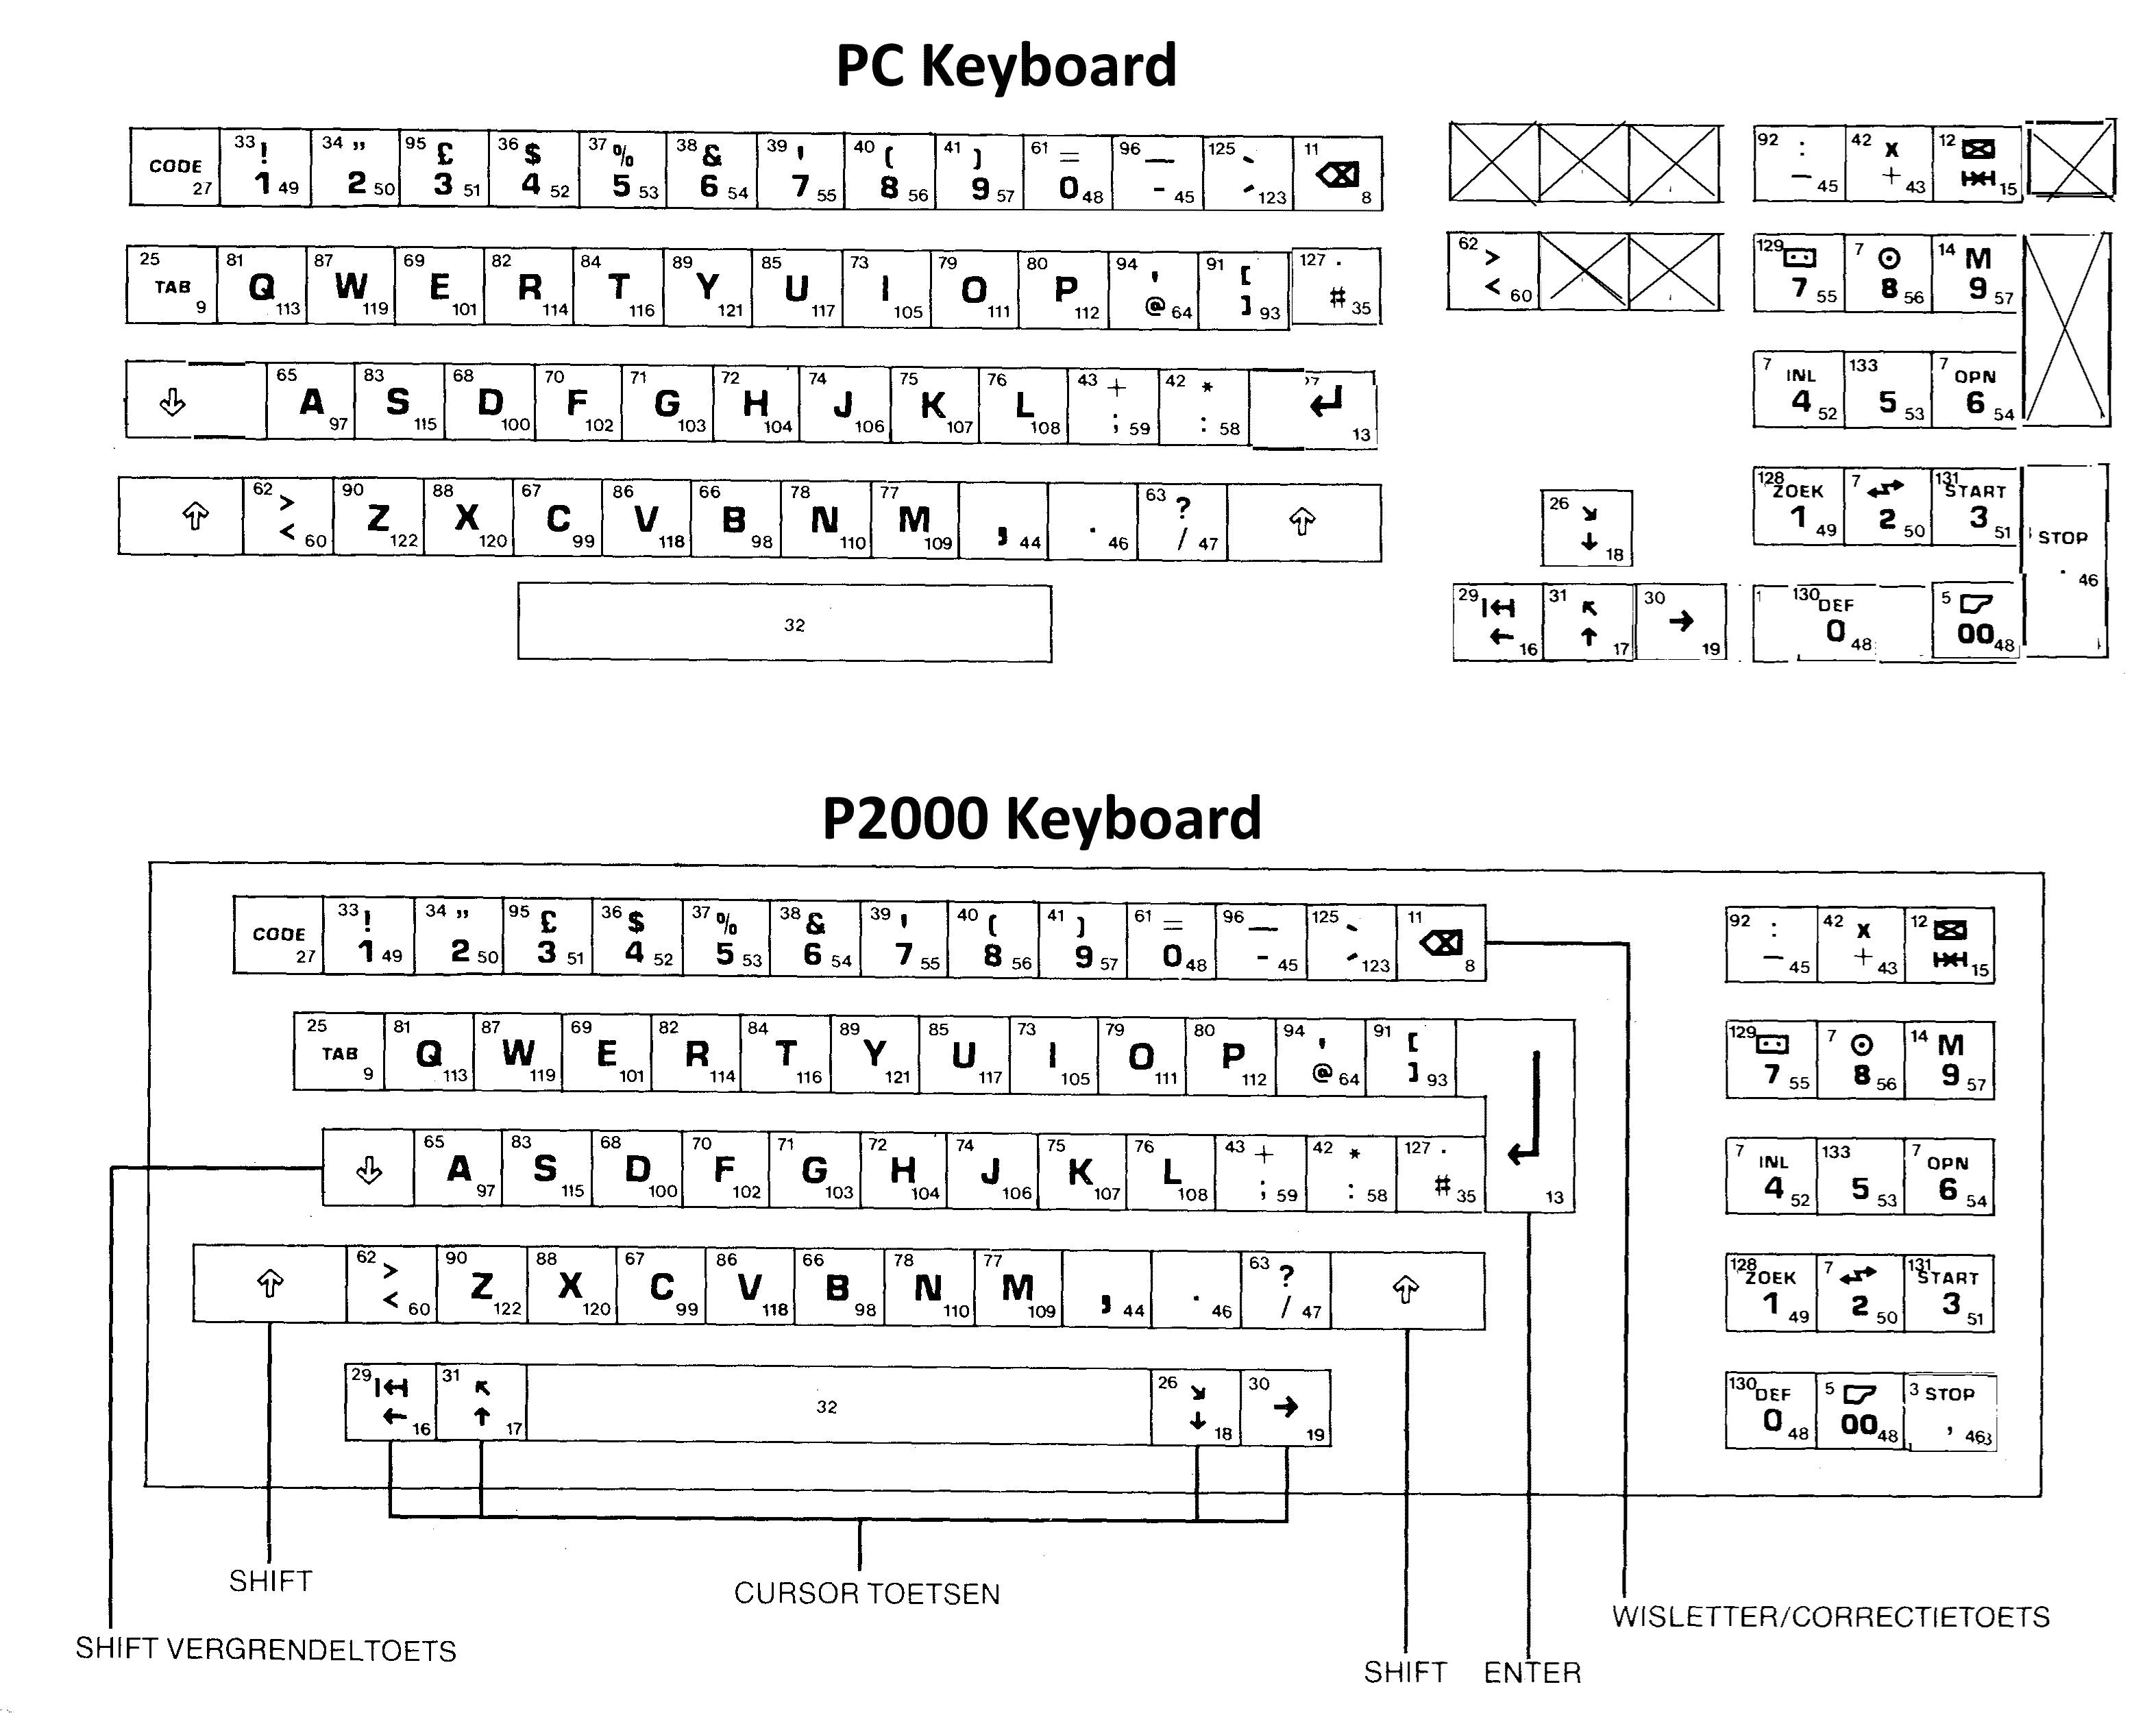 PC Keyboard
CODE 27 33 ! 1 49 34 ” 2 50 95 £ 3 51 36 $ 4 52 37 % 5 53 38 & 6 54 39 ' 7 55 40 ( 8 56 41 ) 9 57 61 = 0 48 96 — - 45 125 123 11 8 92 : – 45 42 x + 43 12 15
25 TAB 9 81 Q 113 87 W 119 69 E 101 82 R 114 84 T 116 89 Y 121 85 U 117 73 I 105 79 O 111 80 P 112 94 ' @ 64 91 [ ] 93 127 · # 35 62 > < 60 129 7 55 7 8 56 14 M 9 57
65 A 97 83 S 115 68 D 100 70 F 102 71 G 103 72 H 104 74 J 106 75 K 107 76 L 108 43 + ; 59 42 * : 58 13 7 INL 4 52 133 5 53 7 OPN 6 54
62 > < 60 90 Z 122 88 X 120 67 C 99 86 V 118 66 B 98 78 N 110 77 M 109 , 44 . 46 63 ? / 47 26 ↘ ↓ 18 128 ZOEK 1 49 7 2 50 131 START 3 51 STOP . 46
32 29 ← 16 31 ↖ ↑ 17 30 → 19 130 DEF 0 48 5 00 48
P2000 Keyboard
CODE 27 33 ! 1 49 34 ” 2 50 95 £ 3 51 36 $ 4 52 37 % 5 53 38 & 6 54 39 ' 7 55 40 ( 8 56 41 ) 9 57 61 = 0 48 96 — - 45 125 123 11 8 92 : – 45 42 x + 43 12 15
25 TAB 9 81 Q 113 87 W 119 69 E 101 82 R 114 84 T 116 89 Y 121 85 U 117 73 I 105 79 O 111 80 P 112 94 ' @ 64 91 [ ] 93 129 7 55 7 8 56 14 M 9 57
65 A 97 83 S 115 68 D 100 70 F 102 71 G 103 72 H 104 74 J 106 75 K 107 76 L 108 43 + ; 59 42 * : 58 127 · # 35 13 7 INL 4 52 133 5 53 7 OPN 6 54
62 > < 60 90 Z 122 88 X 120 67 C 99 86 V 118 66 B 98 78 N 110 77 M 109 , 44 . 46 63 ? / 47 128 ZOEK 1 49 7 2 50 131 START 3 51
29 ← 16 31 ↖ ↑ 17 32 26 ↘ ↓ 18 30 → 19 130 DEF 0 48 5 00 48 3 STOP , 46
SHIFT
CURSOR TOETSEN
WISLETTER/CORRECTIETOETS
SHIFT VERGRENDELTOETS
SHIFT ENTER